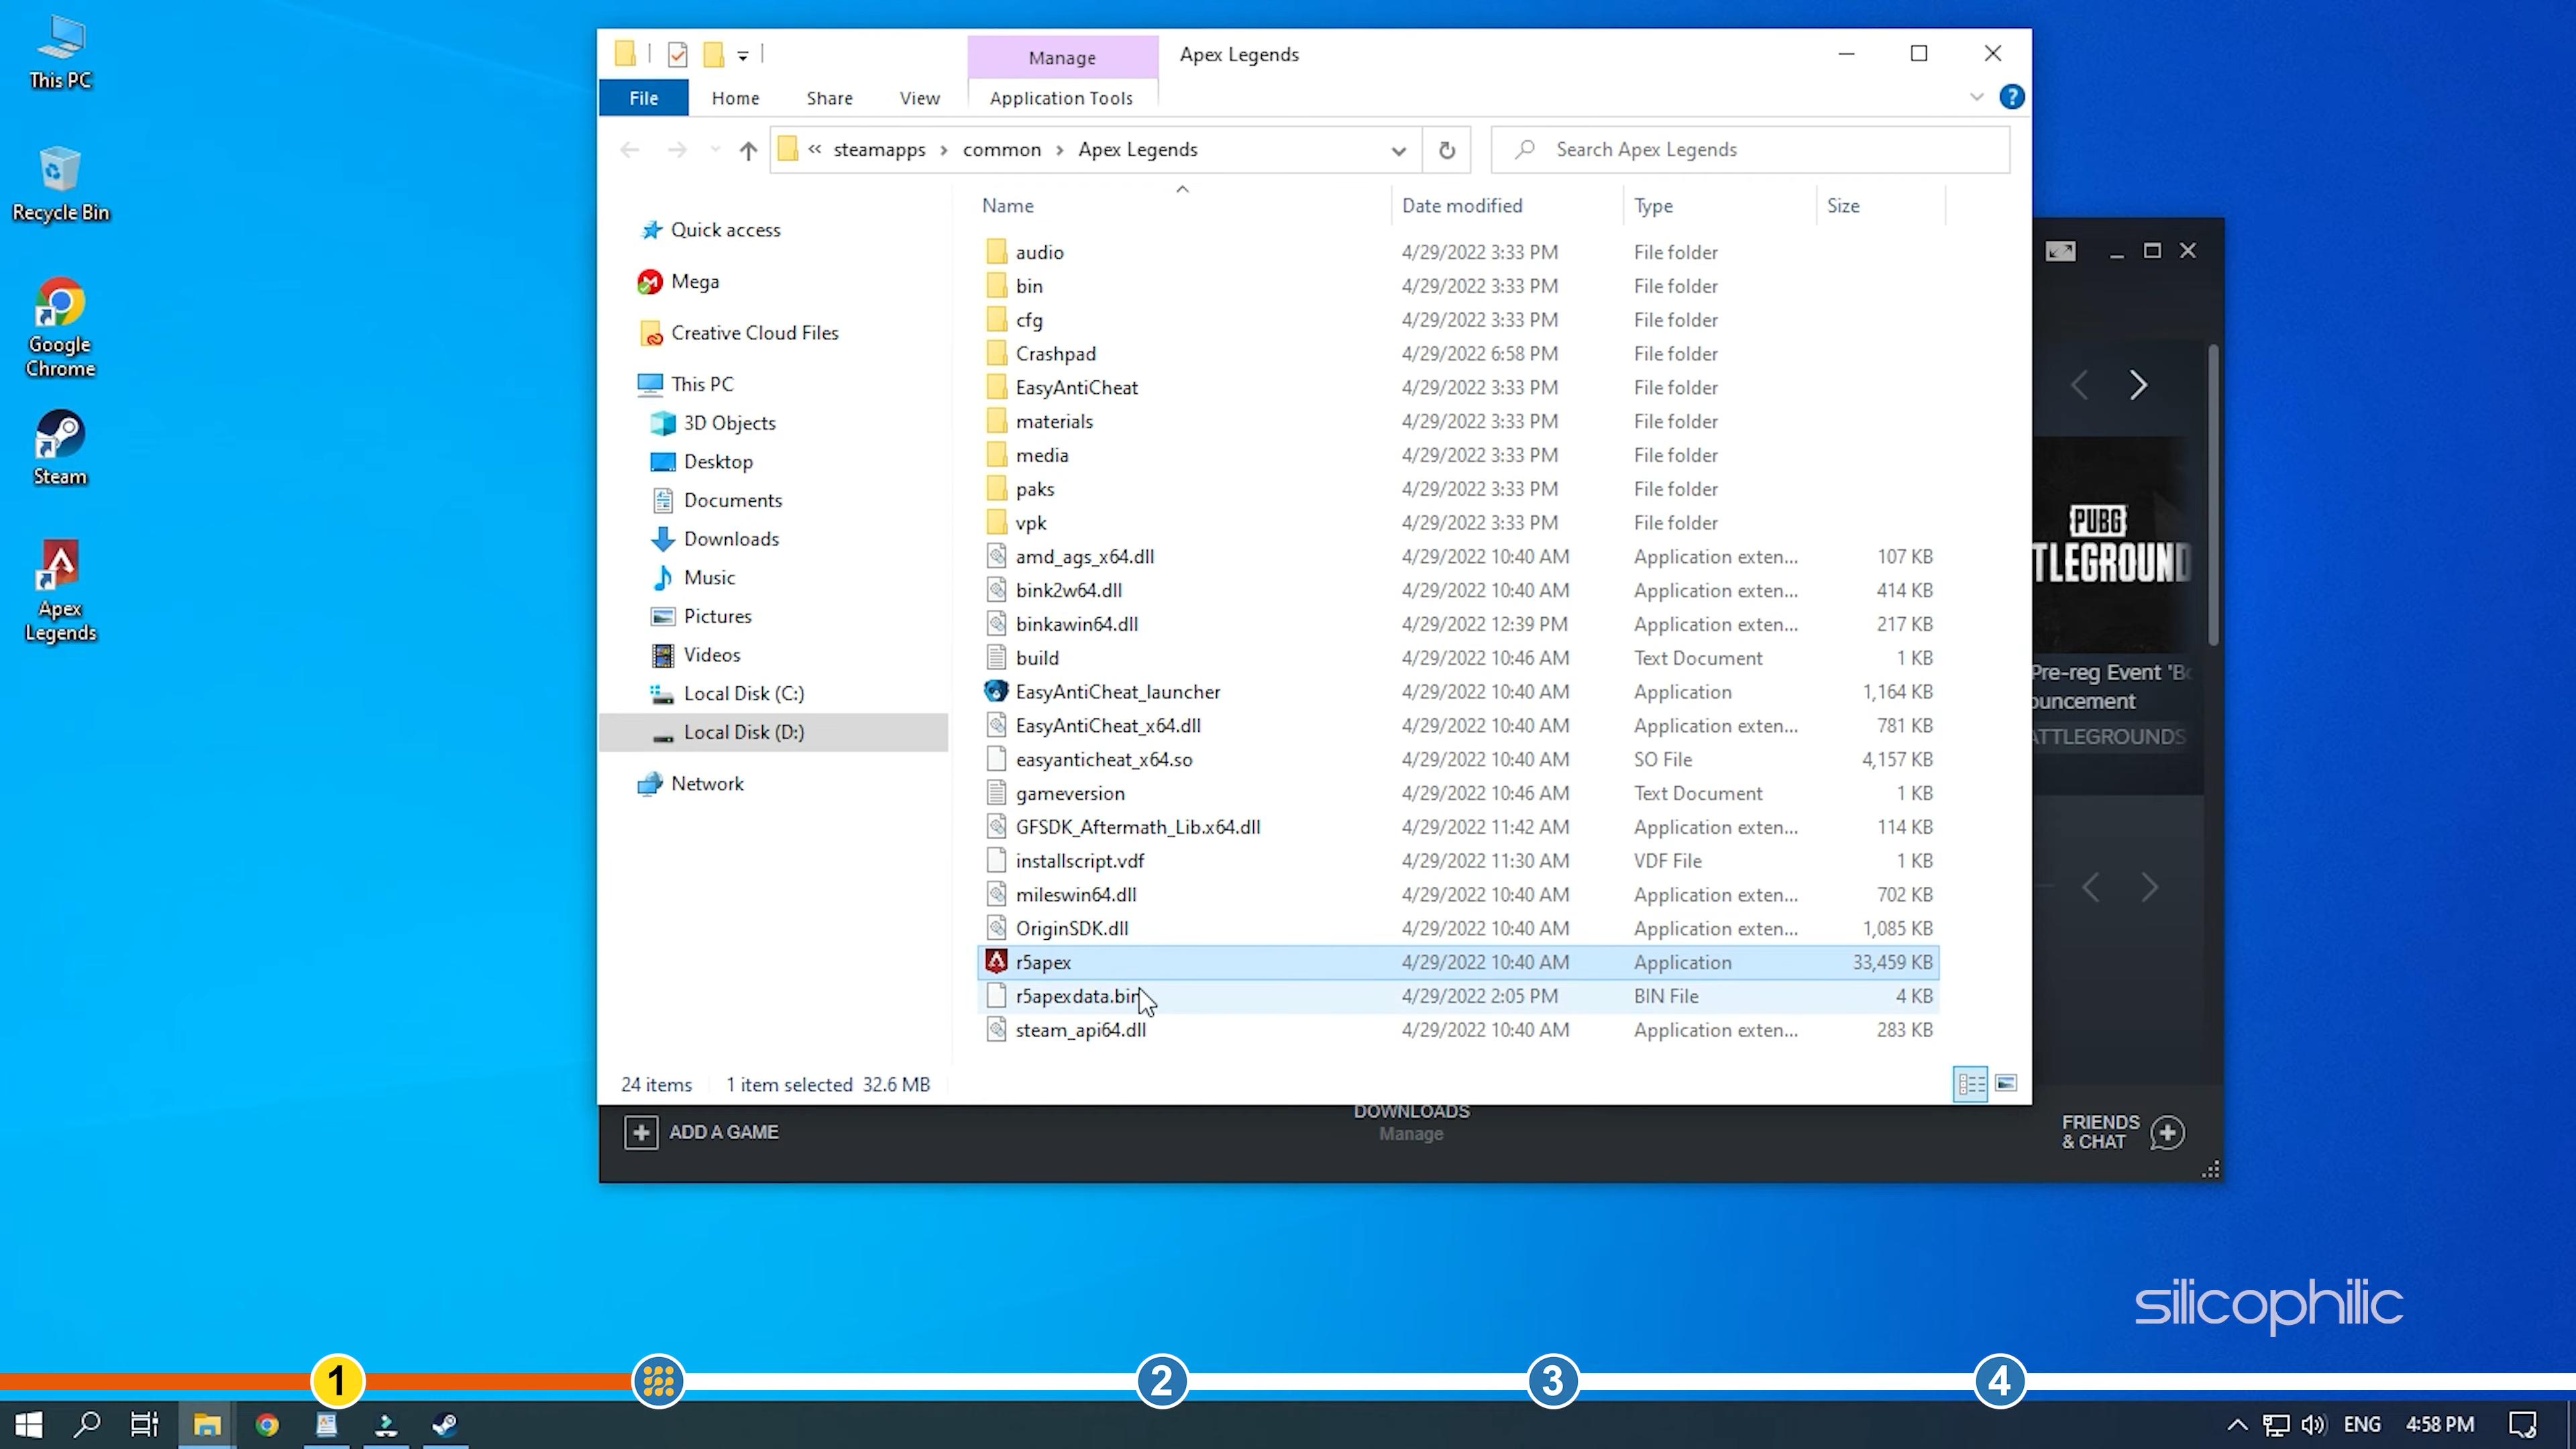 This PC
Recycle Bin
Google
Chrome
Steam
Apex
Legends
Manage
Apex Legends
File
Home
Share
View
Application Tools
?
« steamapps › common › Apex Legends
Search Apex Legends
Quick access
Mega
Creative Cloud Files
This PC
3D Objects
Desktop
Documents
Downloads
Music
Pictures
Videos
Local Disk (C:)
Local Disk (D:)
Network
Name Date modified Type Size
audio 4/29/2022 3:33 PM File folder
bin 4/29/2022 3:33 PM File folder
cfg 4/29/2022 3:33 PM File folder
Crashpad 4/29/2022 6:58 PM File folder
EasyAntiCheat 4/29/2022 3:33 PM File folder
materials 4/29/2022 3:33 PM File folder
media 4/29/2022 3:33 PM File folder
paks 4/29/2022 3:33 PM File folder
vpk 4/29/2022 3:33 PM File folder
amd_ags_x64.dll 4/29/2022 10:40 AM Application exten... 107 KB
bink2w64.dll 4/29/2022 10:40 AM Application exten... 414 KB
binkawin64.dll 4/29/2022 12:39 PM Application exten... 217 KB
build 4/29/2022 10:46 AM Text Document 1 KB
EasyAntiCheat_launcher 4/29/2022 10:40 AM Application 1,164 KB
EasyAntiCheat_x64.dll 4/29/2022 10:40 AM Application exten... 781 KB
easyanticheat_x64.so 4/29/2022 10:40 AM SO File 4,157 KB
gameversion 4/29/2022 10:46 AM Text Document 1 KB
GFSDK_Aftermath_Lib.x64.dll 4/29/2022 11:42 AM Application exten... 114 KB
installscript.vdf 4/29/2022 11:30 AM VDF File 1 KB
mileswin64.dll 4/29/2022 10:40 AM Application exten... 702 KB
OriginSDK.dll 4/29/2022 10:40 AM Application exten... 1,085 KB
r5apex 4/29/2022 10:40 AM Application 33,459 KB
r5apexdata.bin 4/29/2022 2:05 PM BIN File 4 KB
steam_api64.dll 4/29/2022 10:40 AM Application exten... 283 KB
24 items 1 item selected 32.6 MB
PUBG
TLEGROUND
Pre-reg Event 'Bo
ouncement
ATTLEGROUNDS
ADD A GAME
DOWNLOADS
Manage
FRIENDS
& CHAT
silicophilic
1
2
3
4
ENG
4:58 PM